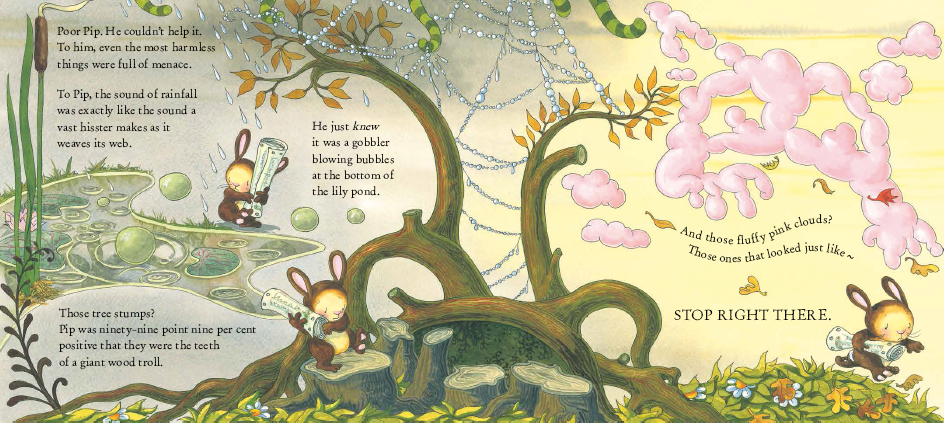 Poor Pip. He couldn't help it.
To him, even the most harmless
things were full of menace.
To Pip, the sound of rainfall
was exactly like the sound a
vast hisster makes as it
weaves its web.
He just knew
it was a gobbler
blowing bubbles
at the bottom of
the lily pond.
Those tree stumps?
Pip was ninety-nine point nine per cent
positive that they were the teeth
of a giant wood troll.
And those fluffy pink clouds?
Those ones that looked just like ~
STOP RIGHT THERE.